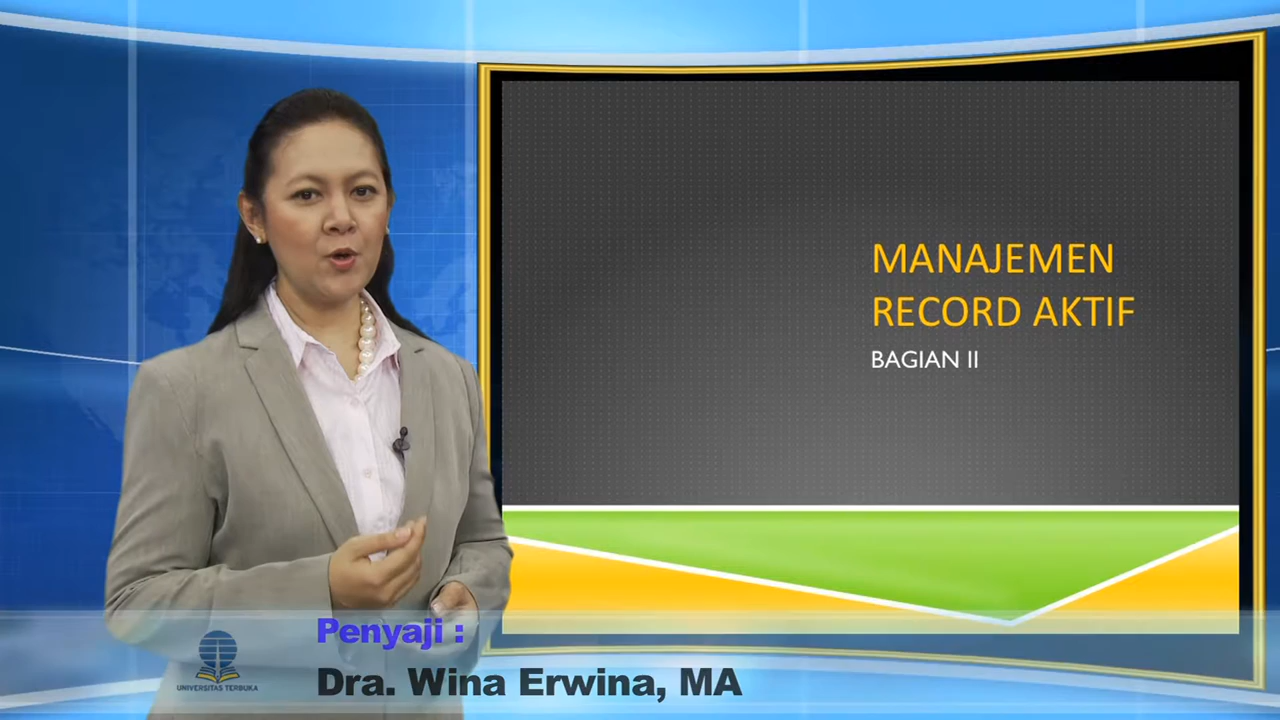 MANAJEMEN
RECORD AKTIF
BAGIAN II
Penyaji :
Dra. Wina Erwina, MA
UNIVERSITAS TERBUKA